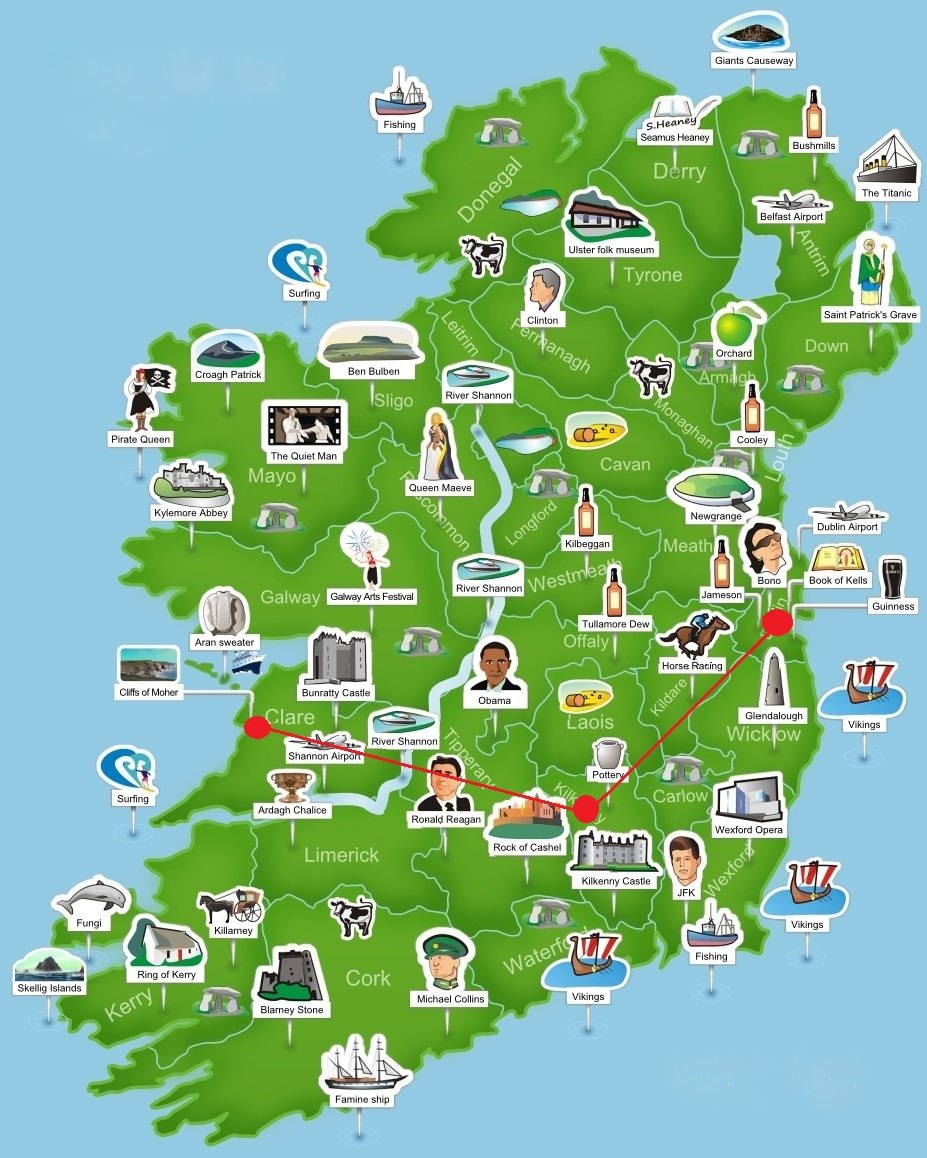 Giants Causeway
Fishing
S.Heaney
Seamus Heaney
Bushmills
Derry
The Titanic
Donegal
Belfast Airport
Ulster folk museum
Antrim
Tyrone
Surfing
Clinton
Saint Patrick's Grave
Leitrim
Fermanagh
Orchard
Down
Croagh Patrick
Ben Bulben
Armagh
River Shannon
Sligo
Monaghan
Pirate Queen
The Quiet Man
Cooley
Louth
Mayo
Queen Maeve
Cavan
Kylemore Abbey
Roscommon
Longford
Newgrange
Dublin Airport
Kilbeggan
Meath
Bono
Book of Kells
River Shannon
Westmeath
Jameson
Galway
Galway Arts Festival
Guinness
Tullamore Dew
Aran sweater
Offaly
Horse Racing
Cliffs of Moher
Bunratty Castle
Obama
Kildare
Glendalough
Clare
Laois
Vikings
River Shannon
Wicklow
Shannon Airport
Tipperary
Pottery
Surfing
Ardagh Chalice
Ronald Reagan
Carlow
Wexford Opera
Rock of Cashel
Limerick
Kilkenny Castle
JFK
Wexford
Fungi
Killarney
Vikings
Waterford
Fishing
Ring of Kerry
Cork
Skellig Islands
Kerry
Blarney Stone
Michael Collins
Vikings
Famine ship